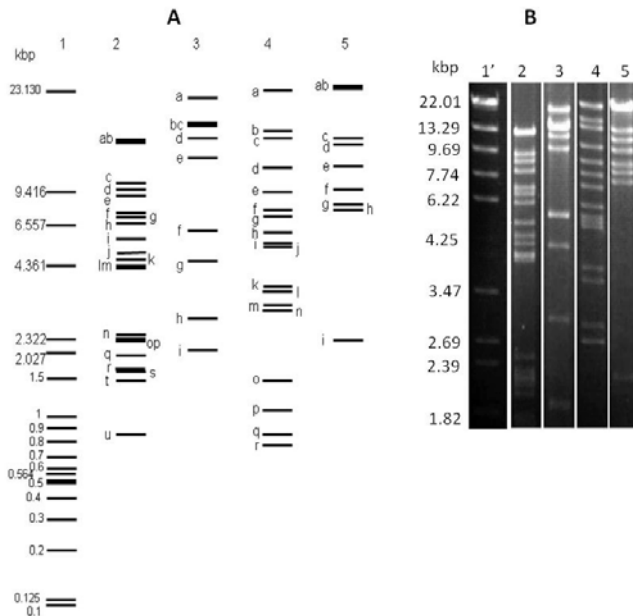 A
B
1 2 3 4 5
kbp
kbp
1' 2 3 4 5
23.130
9.416
6.557
4.361
2.322
2.027
1.5
1
0.9
0.8
0.7
0.6
0.564
0.5
0.4
0.3
0.2
0.125
0.1
ab
c
d
e
f
g
h
i
j
k
lm
n
op
q
r
s
t
u
a
bc
d
e
f
g
h
i
a
b
c
d
e
f
g
h
i
j
k
l
m
n
o
p
q
r
ab
c
d
e
f
g
h
i
22.01
13.29
9.69
7.74
6.22
4.25
3.47
2.69
2.39
1.82